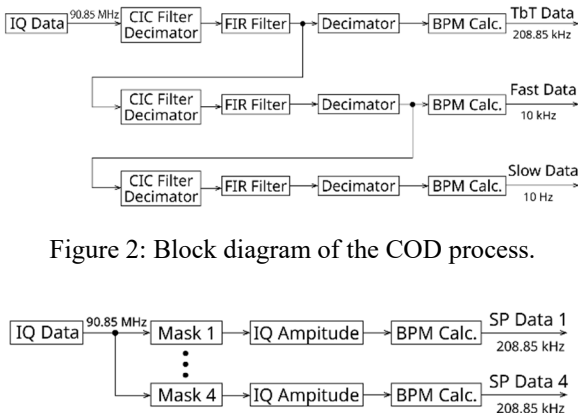 IQ Data
90.85 MHz
CIC Filter
Decimator
FIR Filter
Decimator
BPM Calc.
TbT Data
208.85 kHz
CIC Filter
Decimator
FIR Filter
Decimator
BPM Calc.
Fast Data
10 kHz
CIC Filter
Decimator
FIR Filter
Decimator
BPM Calc.
Slow Data
10 Hz
Figure 2: Block diagram of the COD process.
IQ Data
90.85 MHz
Mask 1
IQ Ampitude
BPM Calc.
SP Data 1
208.85 kHz
Mask 4
IQ Ampitude
BPM Calc.
SP Data 4
208.85 kHz